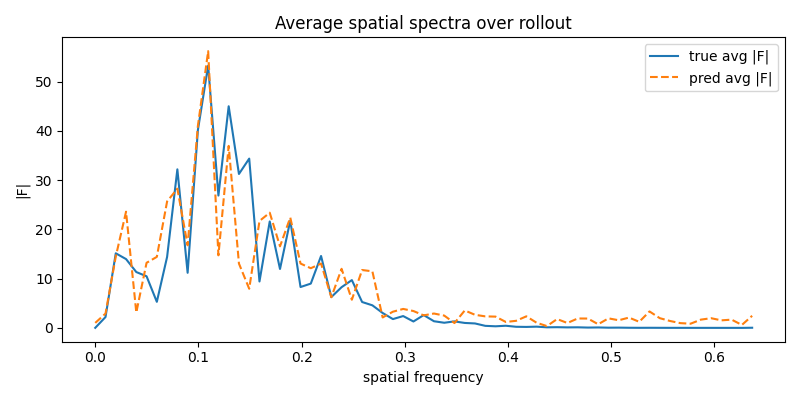 Average spatial spectra over rollout
true avg |F|
pred avg |F|
|F|
50
40
30
20
10
0
0.0 0.1 0.2 0.3 0.4 0.5 0.6
spatial frequency